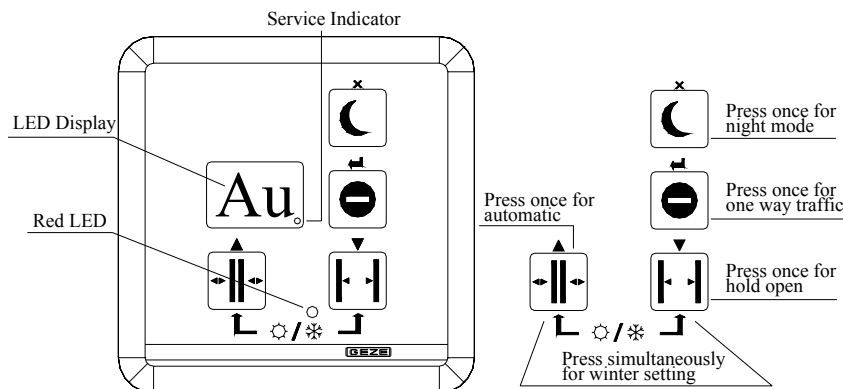 Service Indicator
LED Display
Au
Red LED
GEZE
Press once for
night mode
Press once for
automatic
Press once for
one way traffic
Press once for
hold open
Press simultaneously
for winter setting